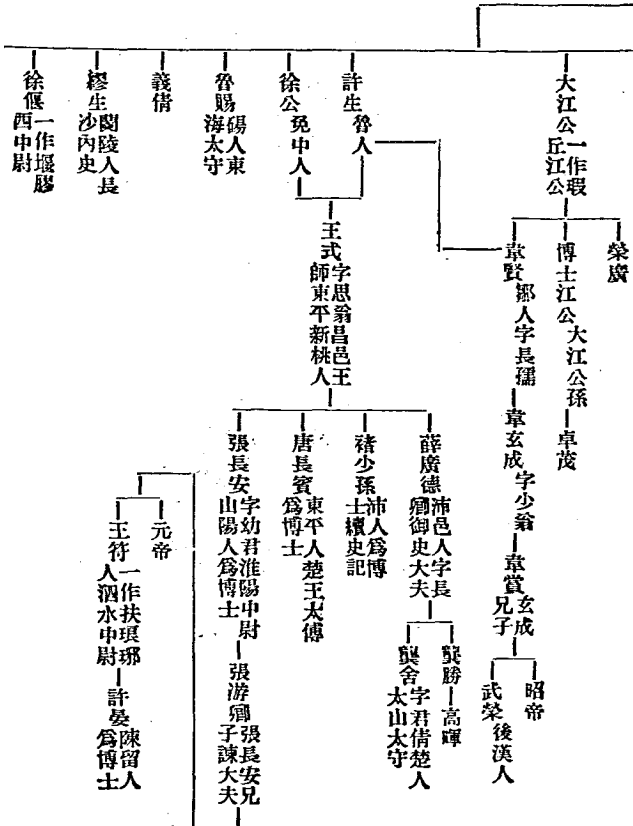 大江公 一作瑕丘江公
許生 魯人
徐公 免中人
魯賜 碭人東海太守
義倩
繆生 蘭陵人長沙內史
徐偃 一作堰膠西中尉
榮廣
博士江公 大江公孫
卓茂
韋賢 鄒人字長孺
韋玄成 字少翁
韋賞 玄成兄子
昭帝
武榮 後漢人
王式 字思翁昌邑王師東平新桃人
薛廣德 沛邑人字長卿御史大夫
龔勝
高暉
龔舍 字君倩楚人太山太守
褚少孫 沛人爲博士續史記
唐長賓 東平人楚王太傅爲博士
張長安 字幼君淮陽中尉山陽人爲博士
張游卿 張長安兄子諫大夫
元帝
王符 一作扶琅邪人泗水中尉
許晏 陳留人爲博士